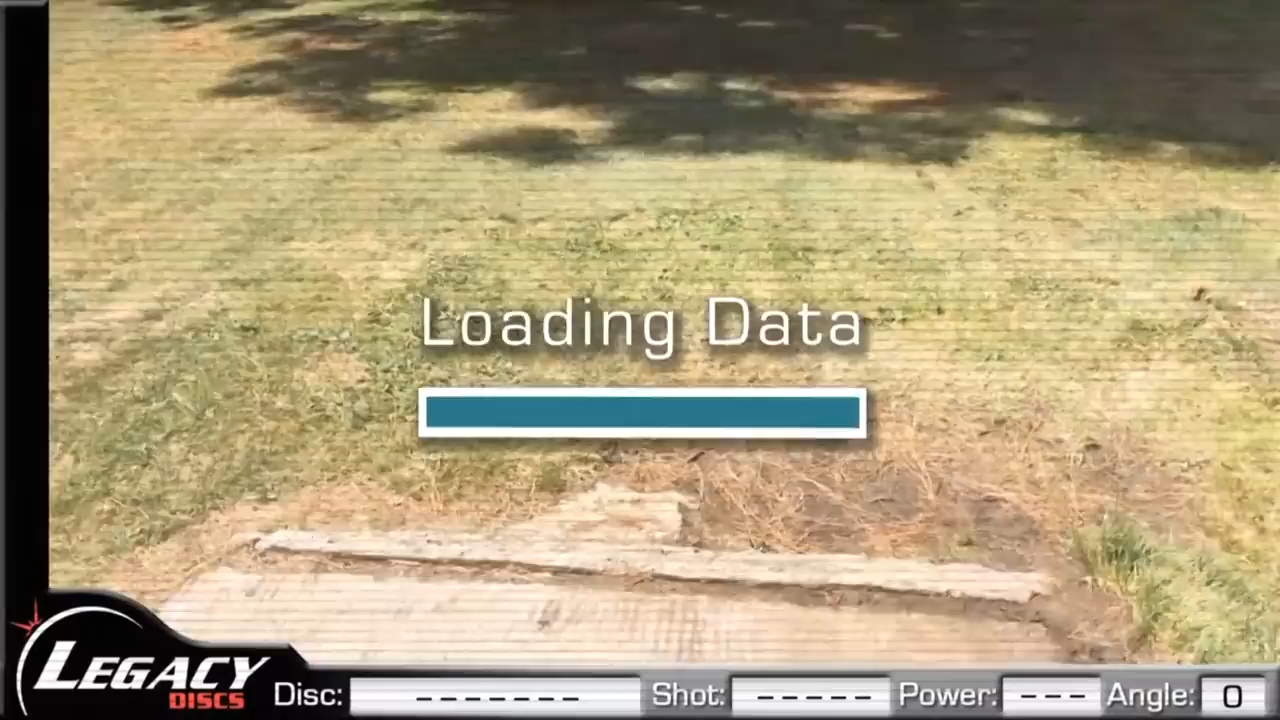 Loading Data
LEGACY
DISCS
Disc: -------- Shot: ----- Power: --- Angle: 0